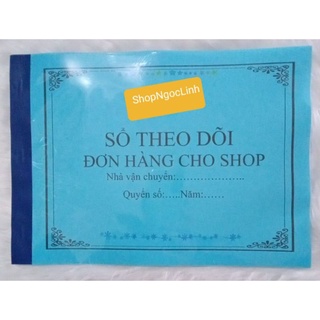 ShopNgocLinh
SỔ THEO DÕI
ĐƠN HÀNG CHO SHOP
Nhà vận chuyển:....................
Quyển số:.....Năm:......